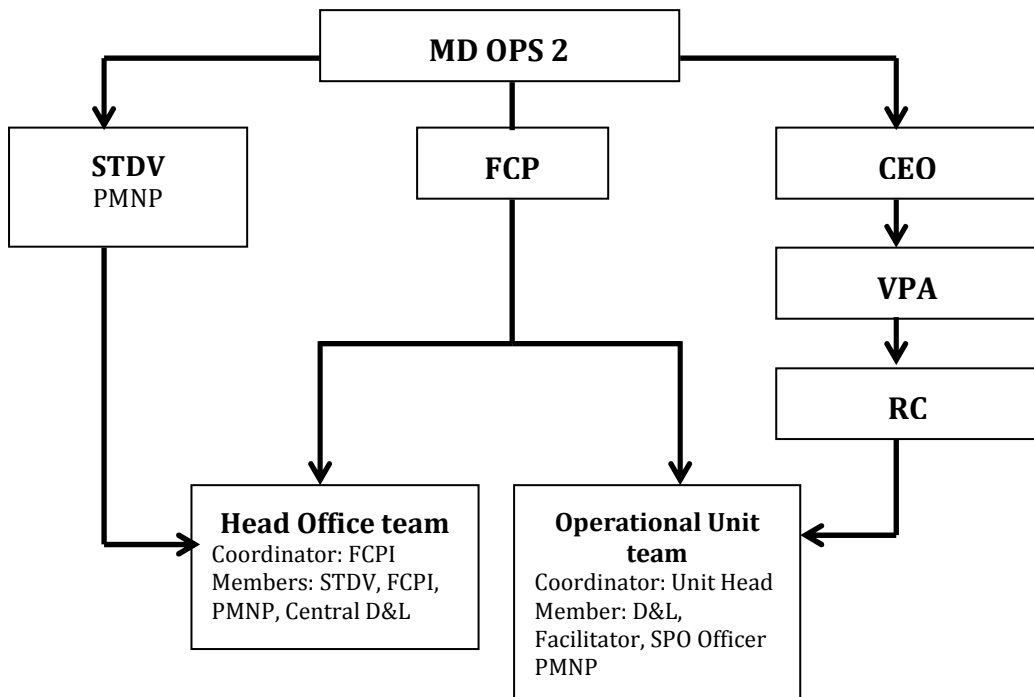 MD OPS 2
STDV
PMNP
FCP
CEO
VPA
RC
Head Office team
Coordinator: FCPI
Members: STDV, FCPI,
PMNP, Central D&L
Operational Unit
team
Coordinator: Unit Head
Member: D&L,
Facilitator, SPO Officer
PMNP